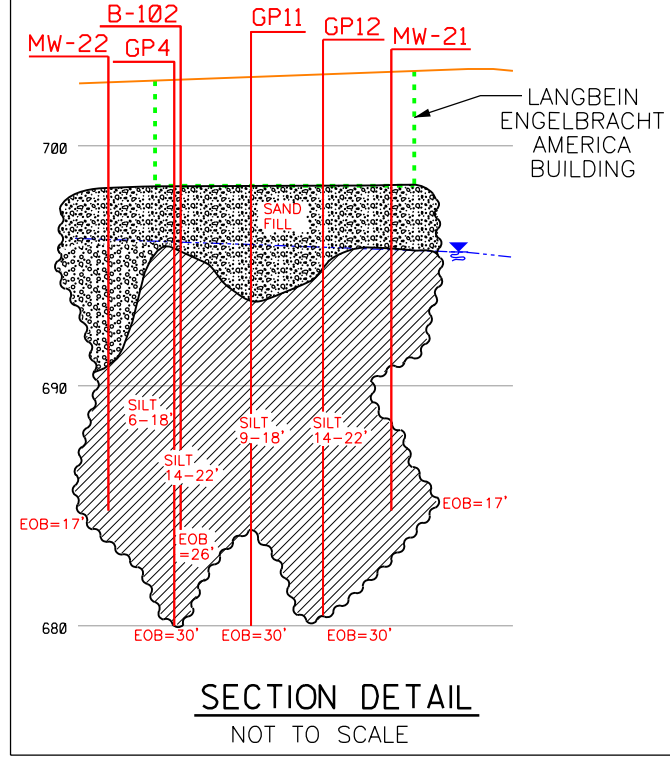 B-102
GP11
GP12
MW-22
GP4
MW-21
LANGBEIN
ENGELBRACHT
AMERICA
BUILDING
700
SAND
FILL
690
SILT
6-18'
SILT
9-18'
SILT
14-22'
SILT
14-22'
EOB=17'
EOB=17'
EOB
=26'
680
EOB=30'
EOB=30'
EOB=30'
SECTION DETAIL
NOT TO SCALE